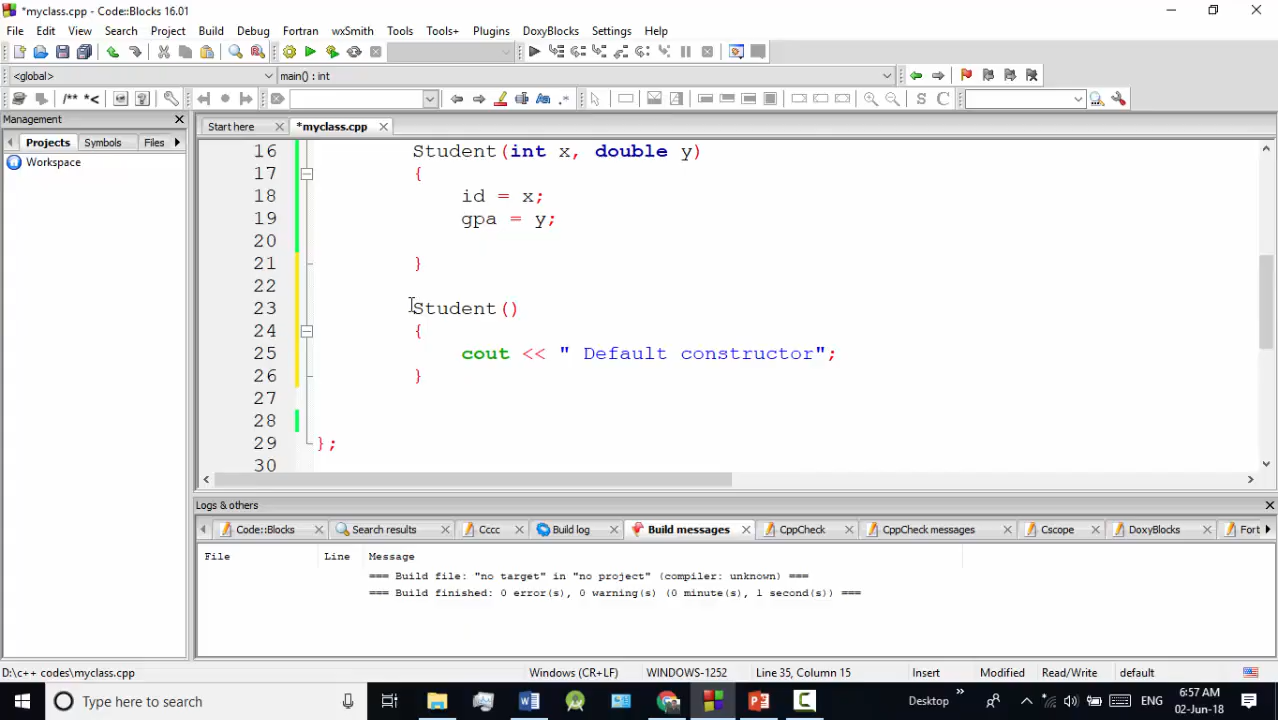 *myclass.cpp - Code::Blocks 16.01
File Edit View Search Project Build Debug Fortran wxSmith Tools Tools+ Plugins DoxyBlocks Settings Help
<global> main() : int
/** *< S C
Management
Projects Symbols Files
Workspace
Start here *myclass.cpp
16 Student(int x, double y)
17 {
18 id = x;
19 gpa = y;
20
21 }
22
23 Student()
24 {
25 cout << " Default constructor";
26 }
27
28
29 };
30
Logs & others
Code::Blocks Search results Cccc Build log Build messages CppCheck CppCheck messages Cscope DoxyBlocks Fort
File Line Message
=== Build file: "no target" in "no project" (compiler: unknown) ===
=== Build finished: 0 error(s), 0 warning(s) (0 minute(s), 1 second(s)) ===
D:\c++ codes\myclass.cpp Windows (CR+LF) WINDOWS-1252 Line 35, Column 15 Insert Modified Read/Write default
Type here to search Desktop » ENG 6:57 AM
02-Jun-18